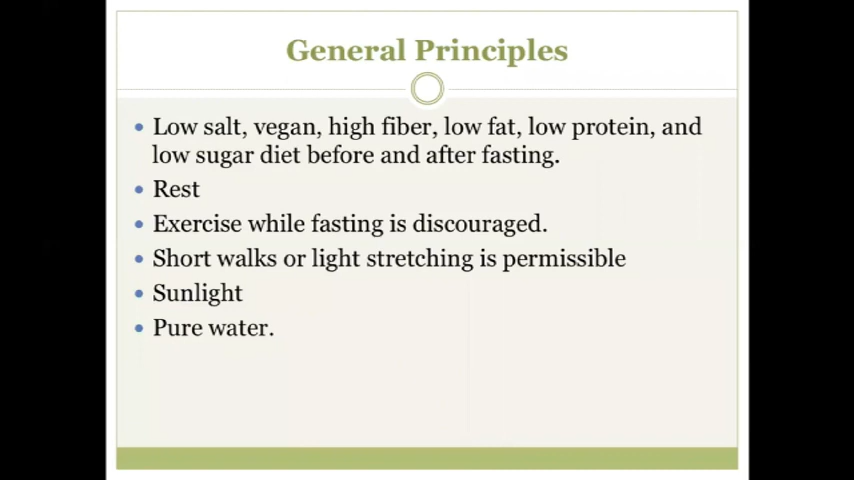 General Principles
Low salt, vegan, high fiber, low fat, low protein, and
low sugar diet before and after fasting.
Rest
Exercise while fasting is discouraged.
Short walks or light stretching is permissible
Sunlight
Pure water.